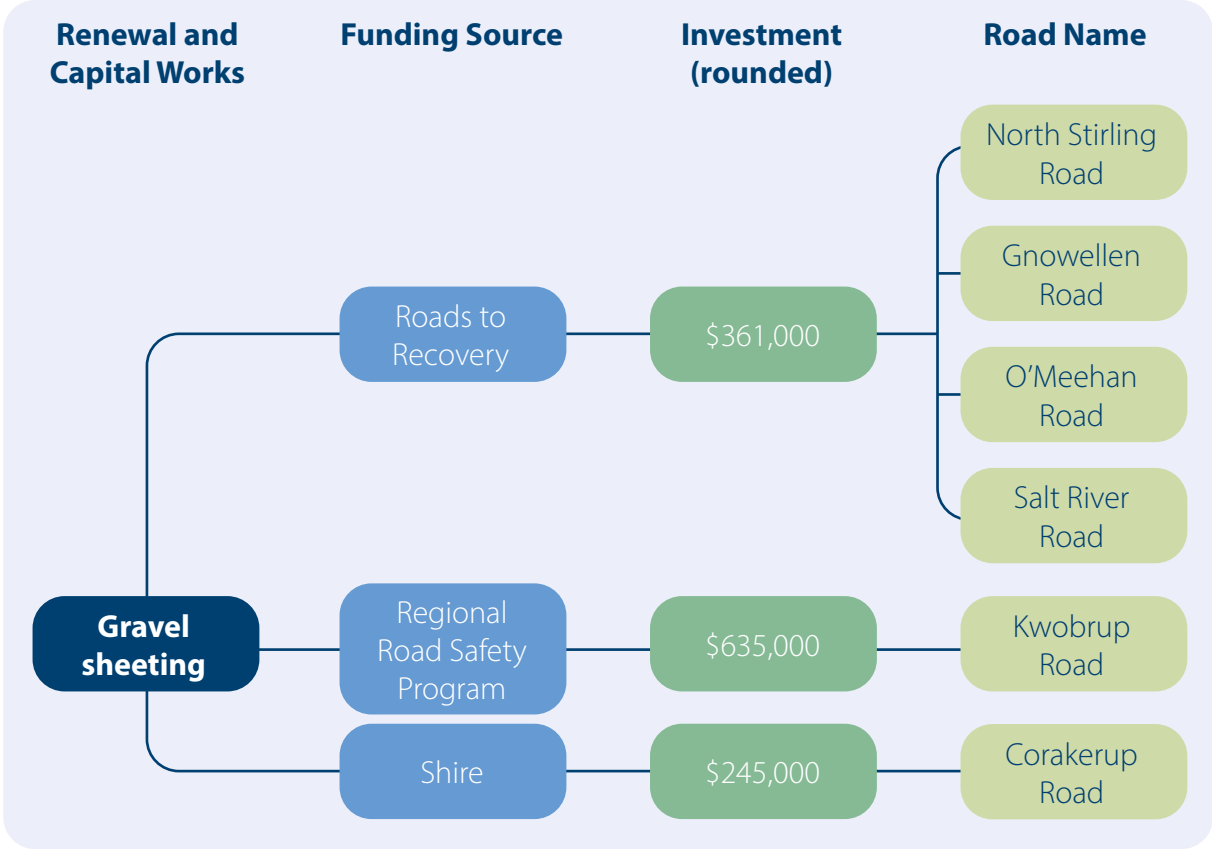 Renewal and
Capital Works
Funding Source
Investment
(rounded)
Road Name
North Stirling
Road
Gnowellen
Road
Roads to
Recovery
$361,000
O'Meehan
Road
Salt River
Road
Gravel
sheeting
Regional
Road Safety
Program
$635,000
Kwobrup
Road
Shire
$245,000
Corakerup
Road